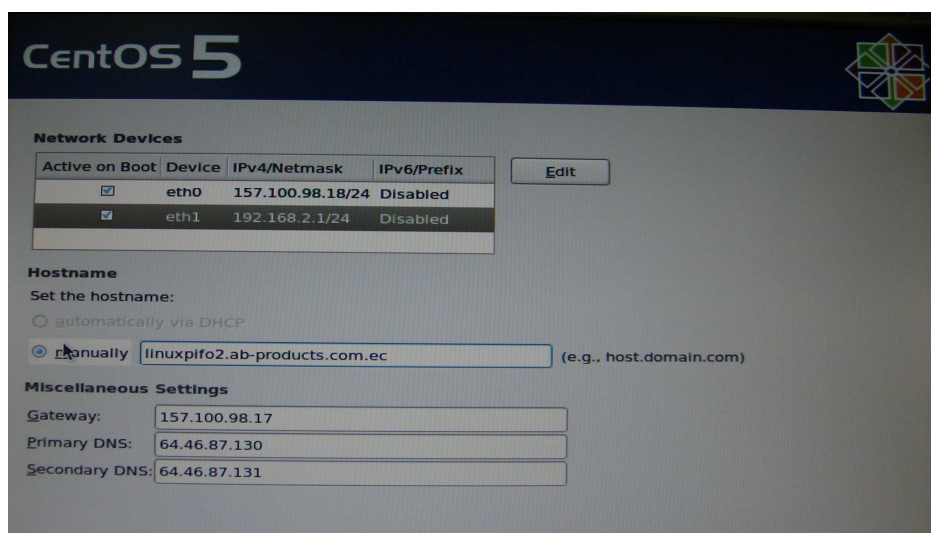 CentOS 5
Network Devices
Active on Boot Device IPv4/Netmask IPv6/Prefix
Edit
eth0 157.100.98.18/24 Disabled
eth1 192.168.2.1/24 Disabled
Hostname
Set the hostname:
automatically via DHCP
manually linuxpifo2.ab-products.com.ec (e.g., host.domain.com)
Miscellaneous Settings
Gateway: 157.100.98.17
Primary DNS: 64.46.87.130
Secondary DNS: 64.46.87.131